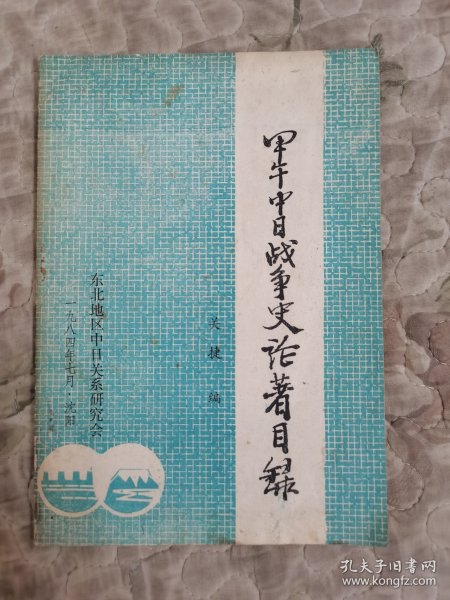 甲午中日战争史论著目录
关捷编
东北地区中日关系研究会
一九八四年七月·沈阳
孔夫子旧书网
www.kongfz.com